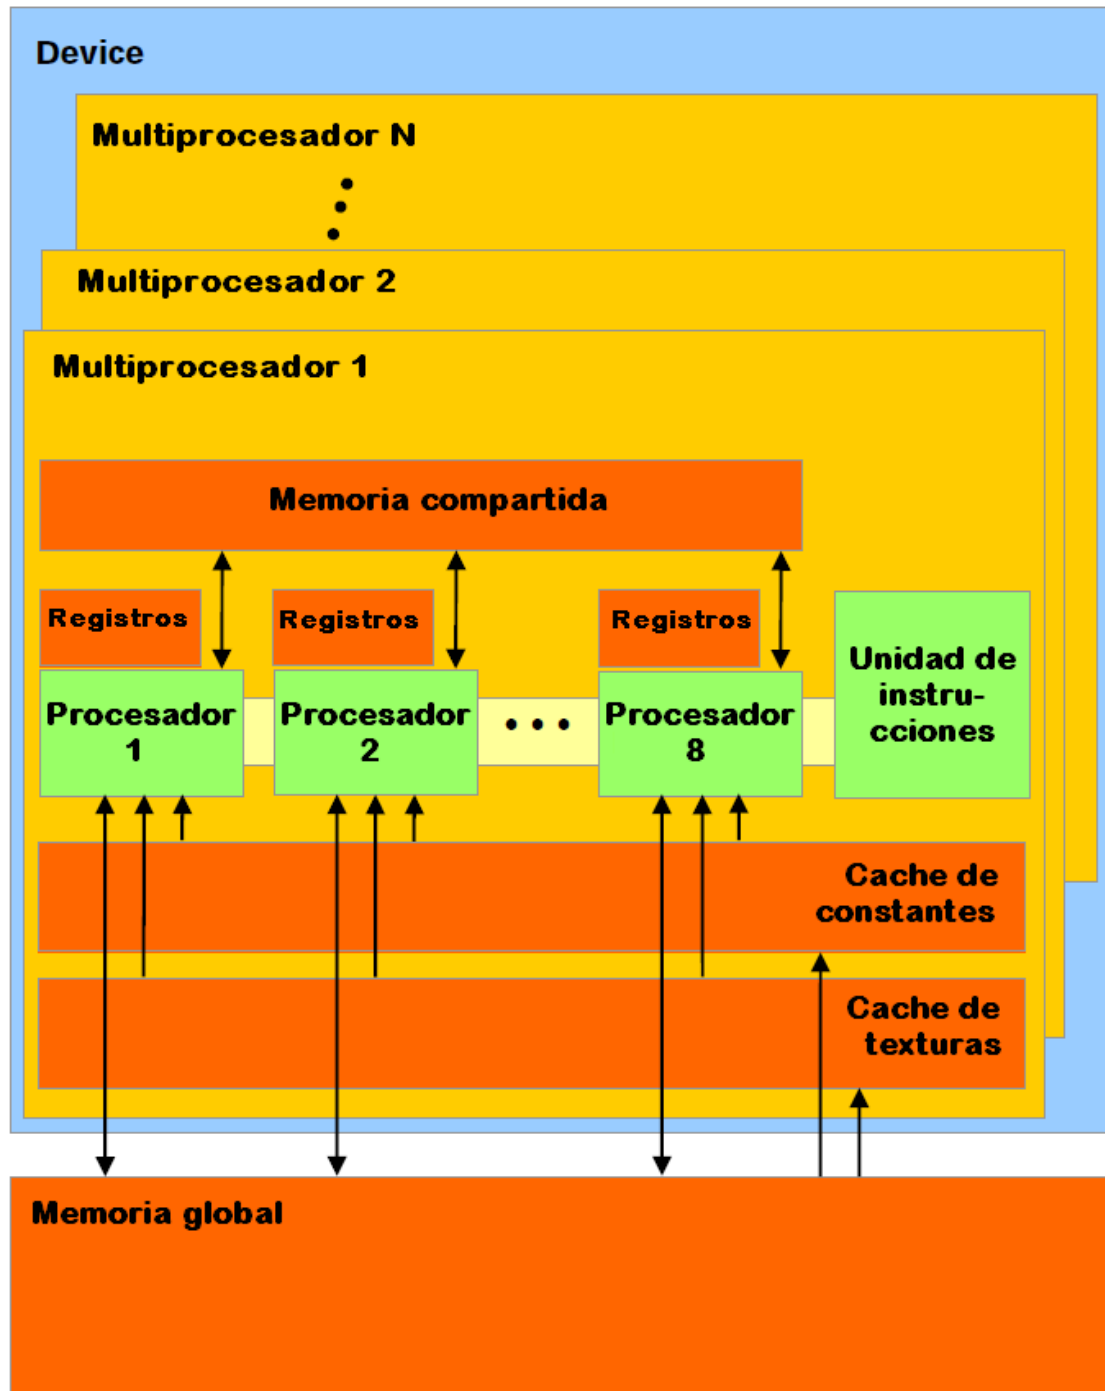 Device
Multiprocesador N
Multiprocesador 2
Multiprocesador 1
Memoria compartida
Registros
Registros
Registros
Procesador
1
Procesador
2
• • •
Procesador
8
Unidad de
instru-
cciones
Cache de
constantes
Cache de
texturas
Memoria global